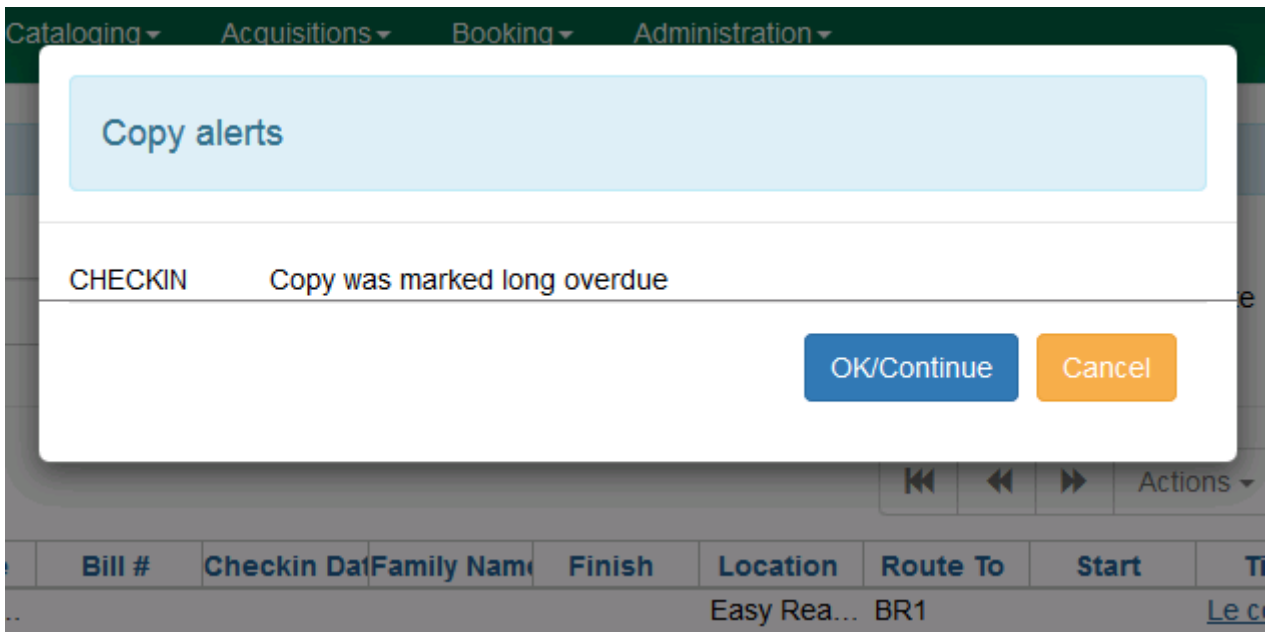 Cataloging Acquisitions Booking Administration
Copy alerts
CHECKIN Copy was marked long overdue
OK/Continue Cancel
Actions
Bill # Checkin Dat Family Name Finish Location Route To Start
.. Easy Rea... BR1 Le